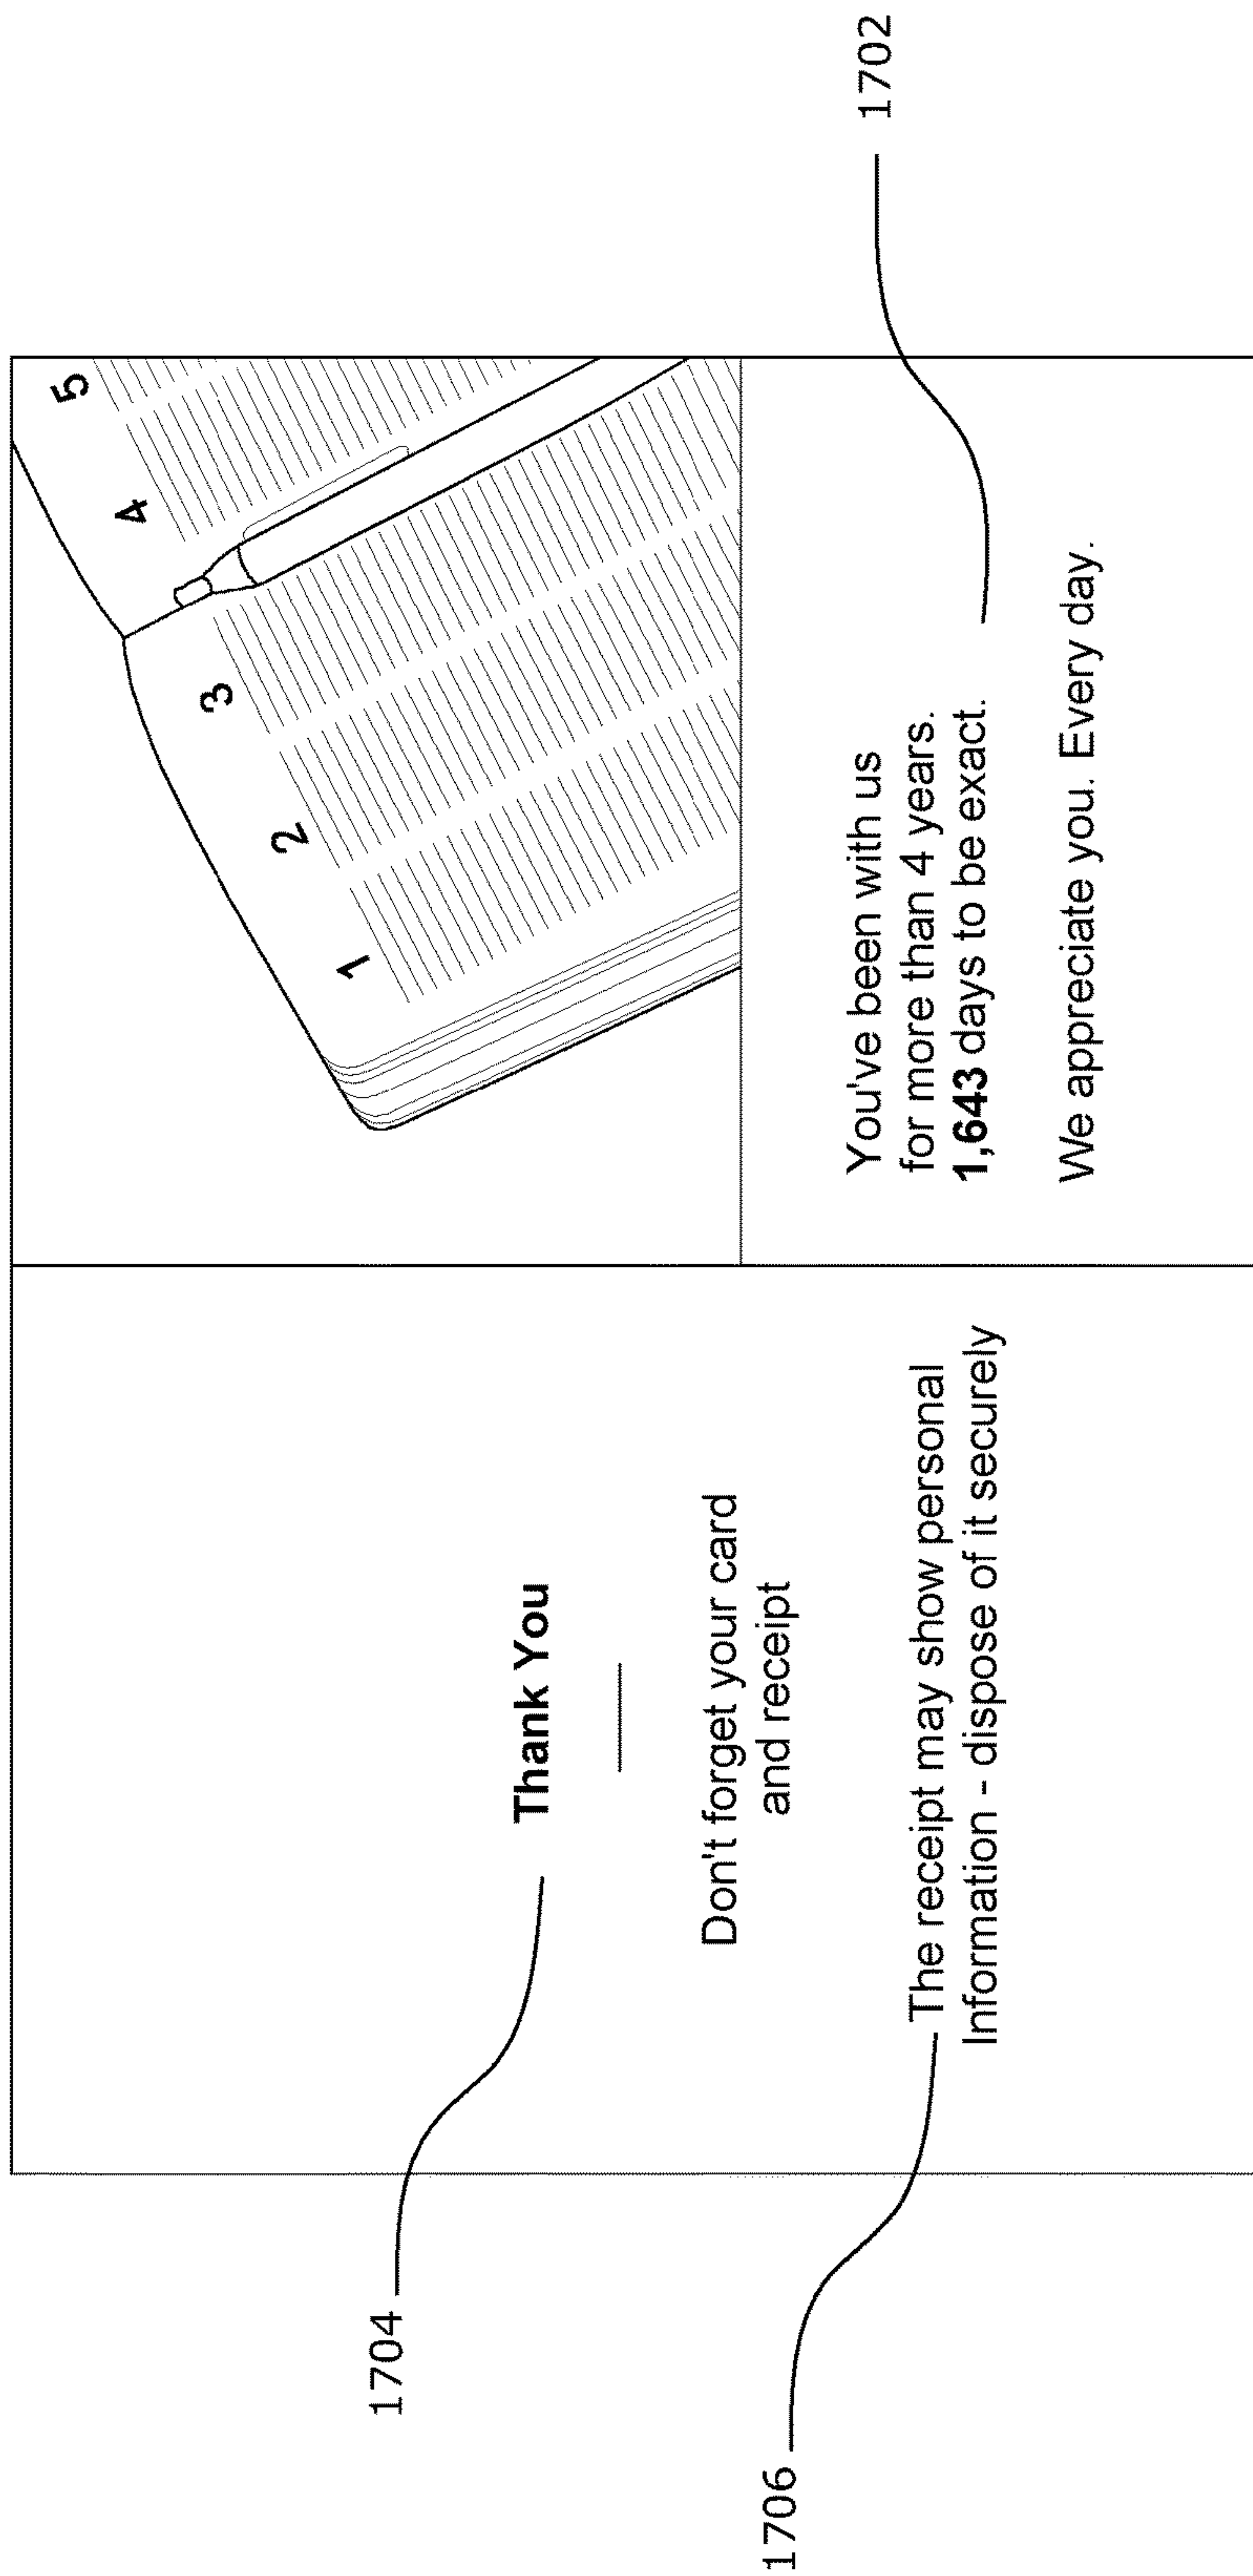 1704
Thank You
Don't forget your card
and receipt
1706
The receipt may show personal
Information - dispose of it securely
1
2
3
4
5
You've been with us
for more than 4 years.
1,643 days to be exact.
We appreciate you. Every day.
1702